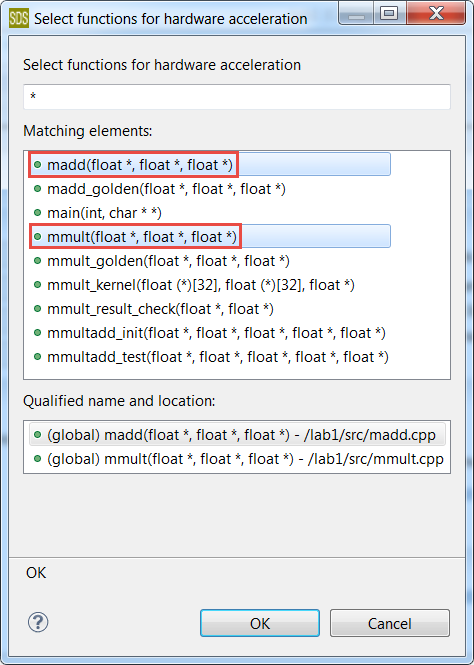 SDS Select functions for hardware acceleration
Select functions for hardware acceleration
*
Matching elements:
madd(float *, float *, float *)
madd_golden(float *, float *, float *)
main(int, char * *)
mmult(float *, float *, float *)
mmult_golden(float *, float *, float *)
mmult_kernel(float (*)[32], float (*)[32], float *)
mmult_result_check(float *, float *)
mmultadd_init(float *, float *, float *, float *, float *)
mmultadd_test(float *, float *, float *, float *, float *)
Qualified name and location:
(global) madd(float *, float *, float *) - /lab1/src/madd.cpp
(global) mmult(float *, float *, float *) - /lab1/src/mmult.cpp
OK
?
OK Cancel